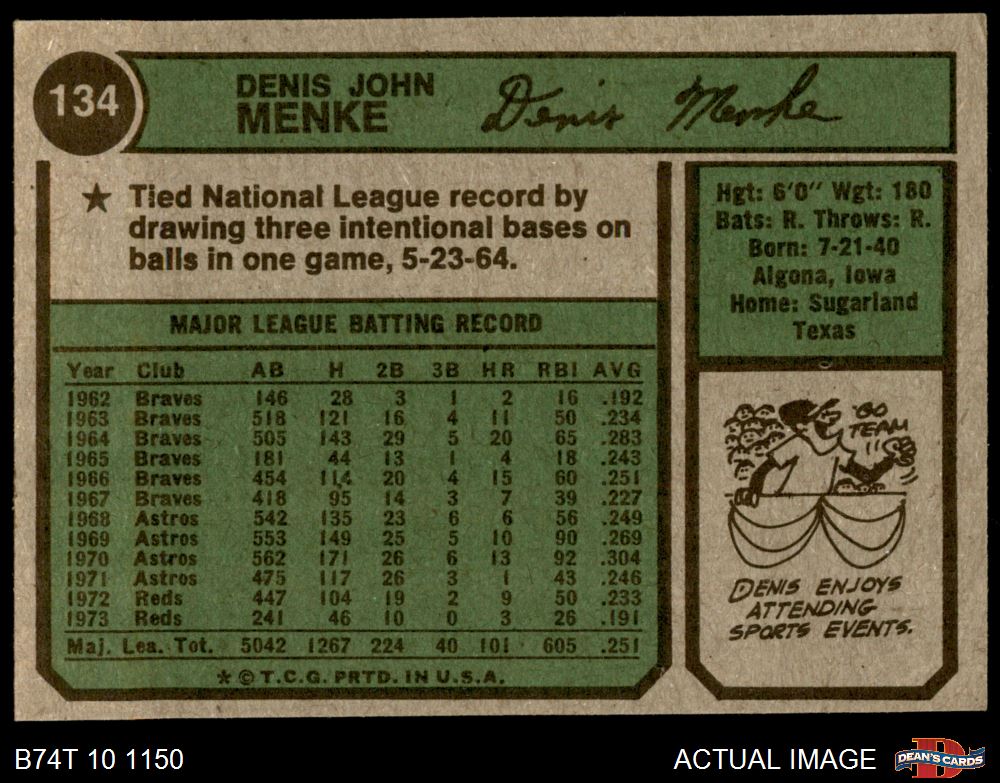 134
DENIS JOHN
MENKE
Denis Menke
★ Tied National League record by
drawing three intentional bases on
balls in one game, 5-23-64.
Hgt: 6'0" Wgt: 180
Bats: R. Throws: R.
Born: 7-21-40
Algona, Iowa
Home: Sugarland
Texas
MAJOR LEAGUE BATTING RECORD
Year Club AB H 2B 3B HR RBI AVG
1962 Braves 146 28 3 1 2 16 .192
1963 Braves 518 121 16 4 11 50 .234
1964 Braves 505 143 29 5 20 65 .283
1965 Braves 181 44 13 1 4 18 .243
1966 Braves 454 114 20 4 15 60 .251
1967 Braves 418 95 14 3 7 39 .227
1968 Astros 542 135 23 6 6 56 .249
1969 Astros 553 149 25 5 10 90 .269
1970 Astros 562 171 26 6 13 92 .304
1971 Astros 475 117 26 3 1 43 .246
1972 Reds 447 104 19 2 9 50 .233
1973 Reds 241 46 10 0 3 26 .191
Maj. Lea. Tot. 5042 1267 224 40 101 605 .251
★ © T.C.G. PRTD. IN U.S.A.
GO
TEAM
DENIS ENJOYS
ATTENDING
SPORTS EVENTS.
B74T 10 1150
ACTUAL IMAGE
D
DEAN'S CARDS